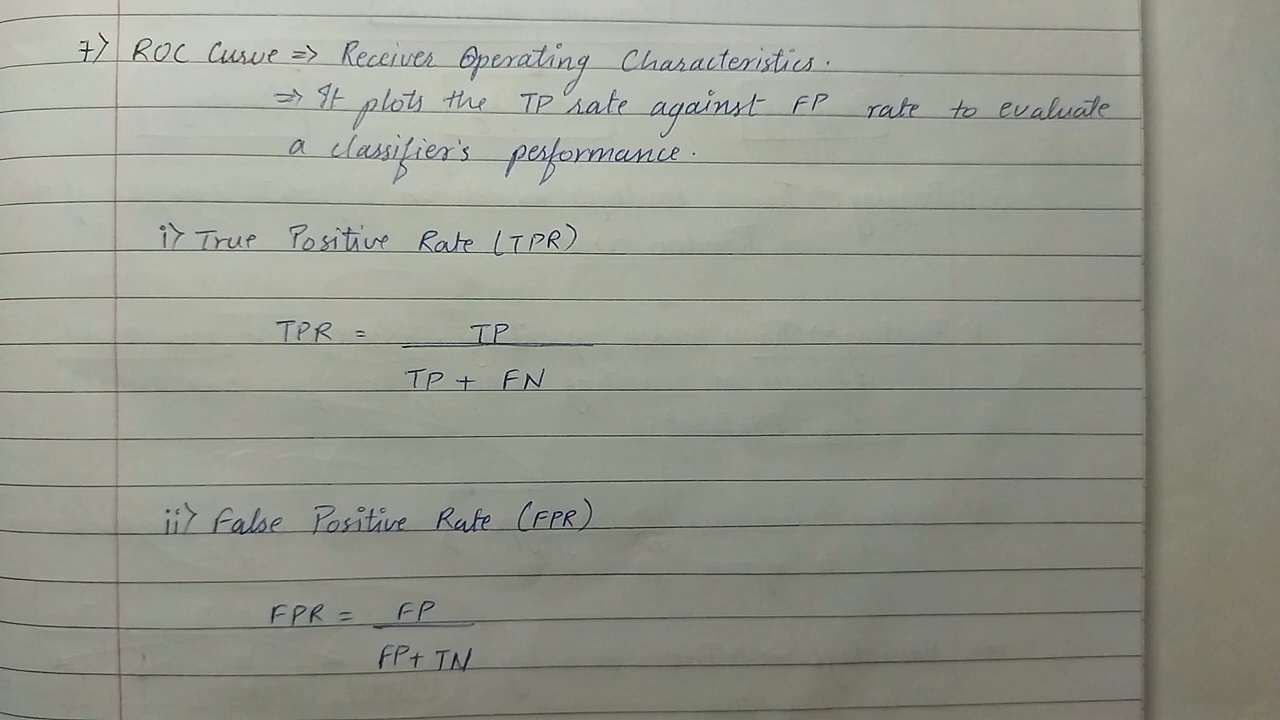 7) ROC Curve => Receiver Operating Characteristics.
=> It plots the TP rate against FP rate to evaluate
a classifier's performance.
i) True Positive Rate (TPR)
TPR = TP
TP + FN
ii) False Positive Rate (FPR)
FPR = FP
FP + TN